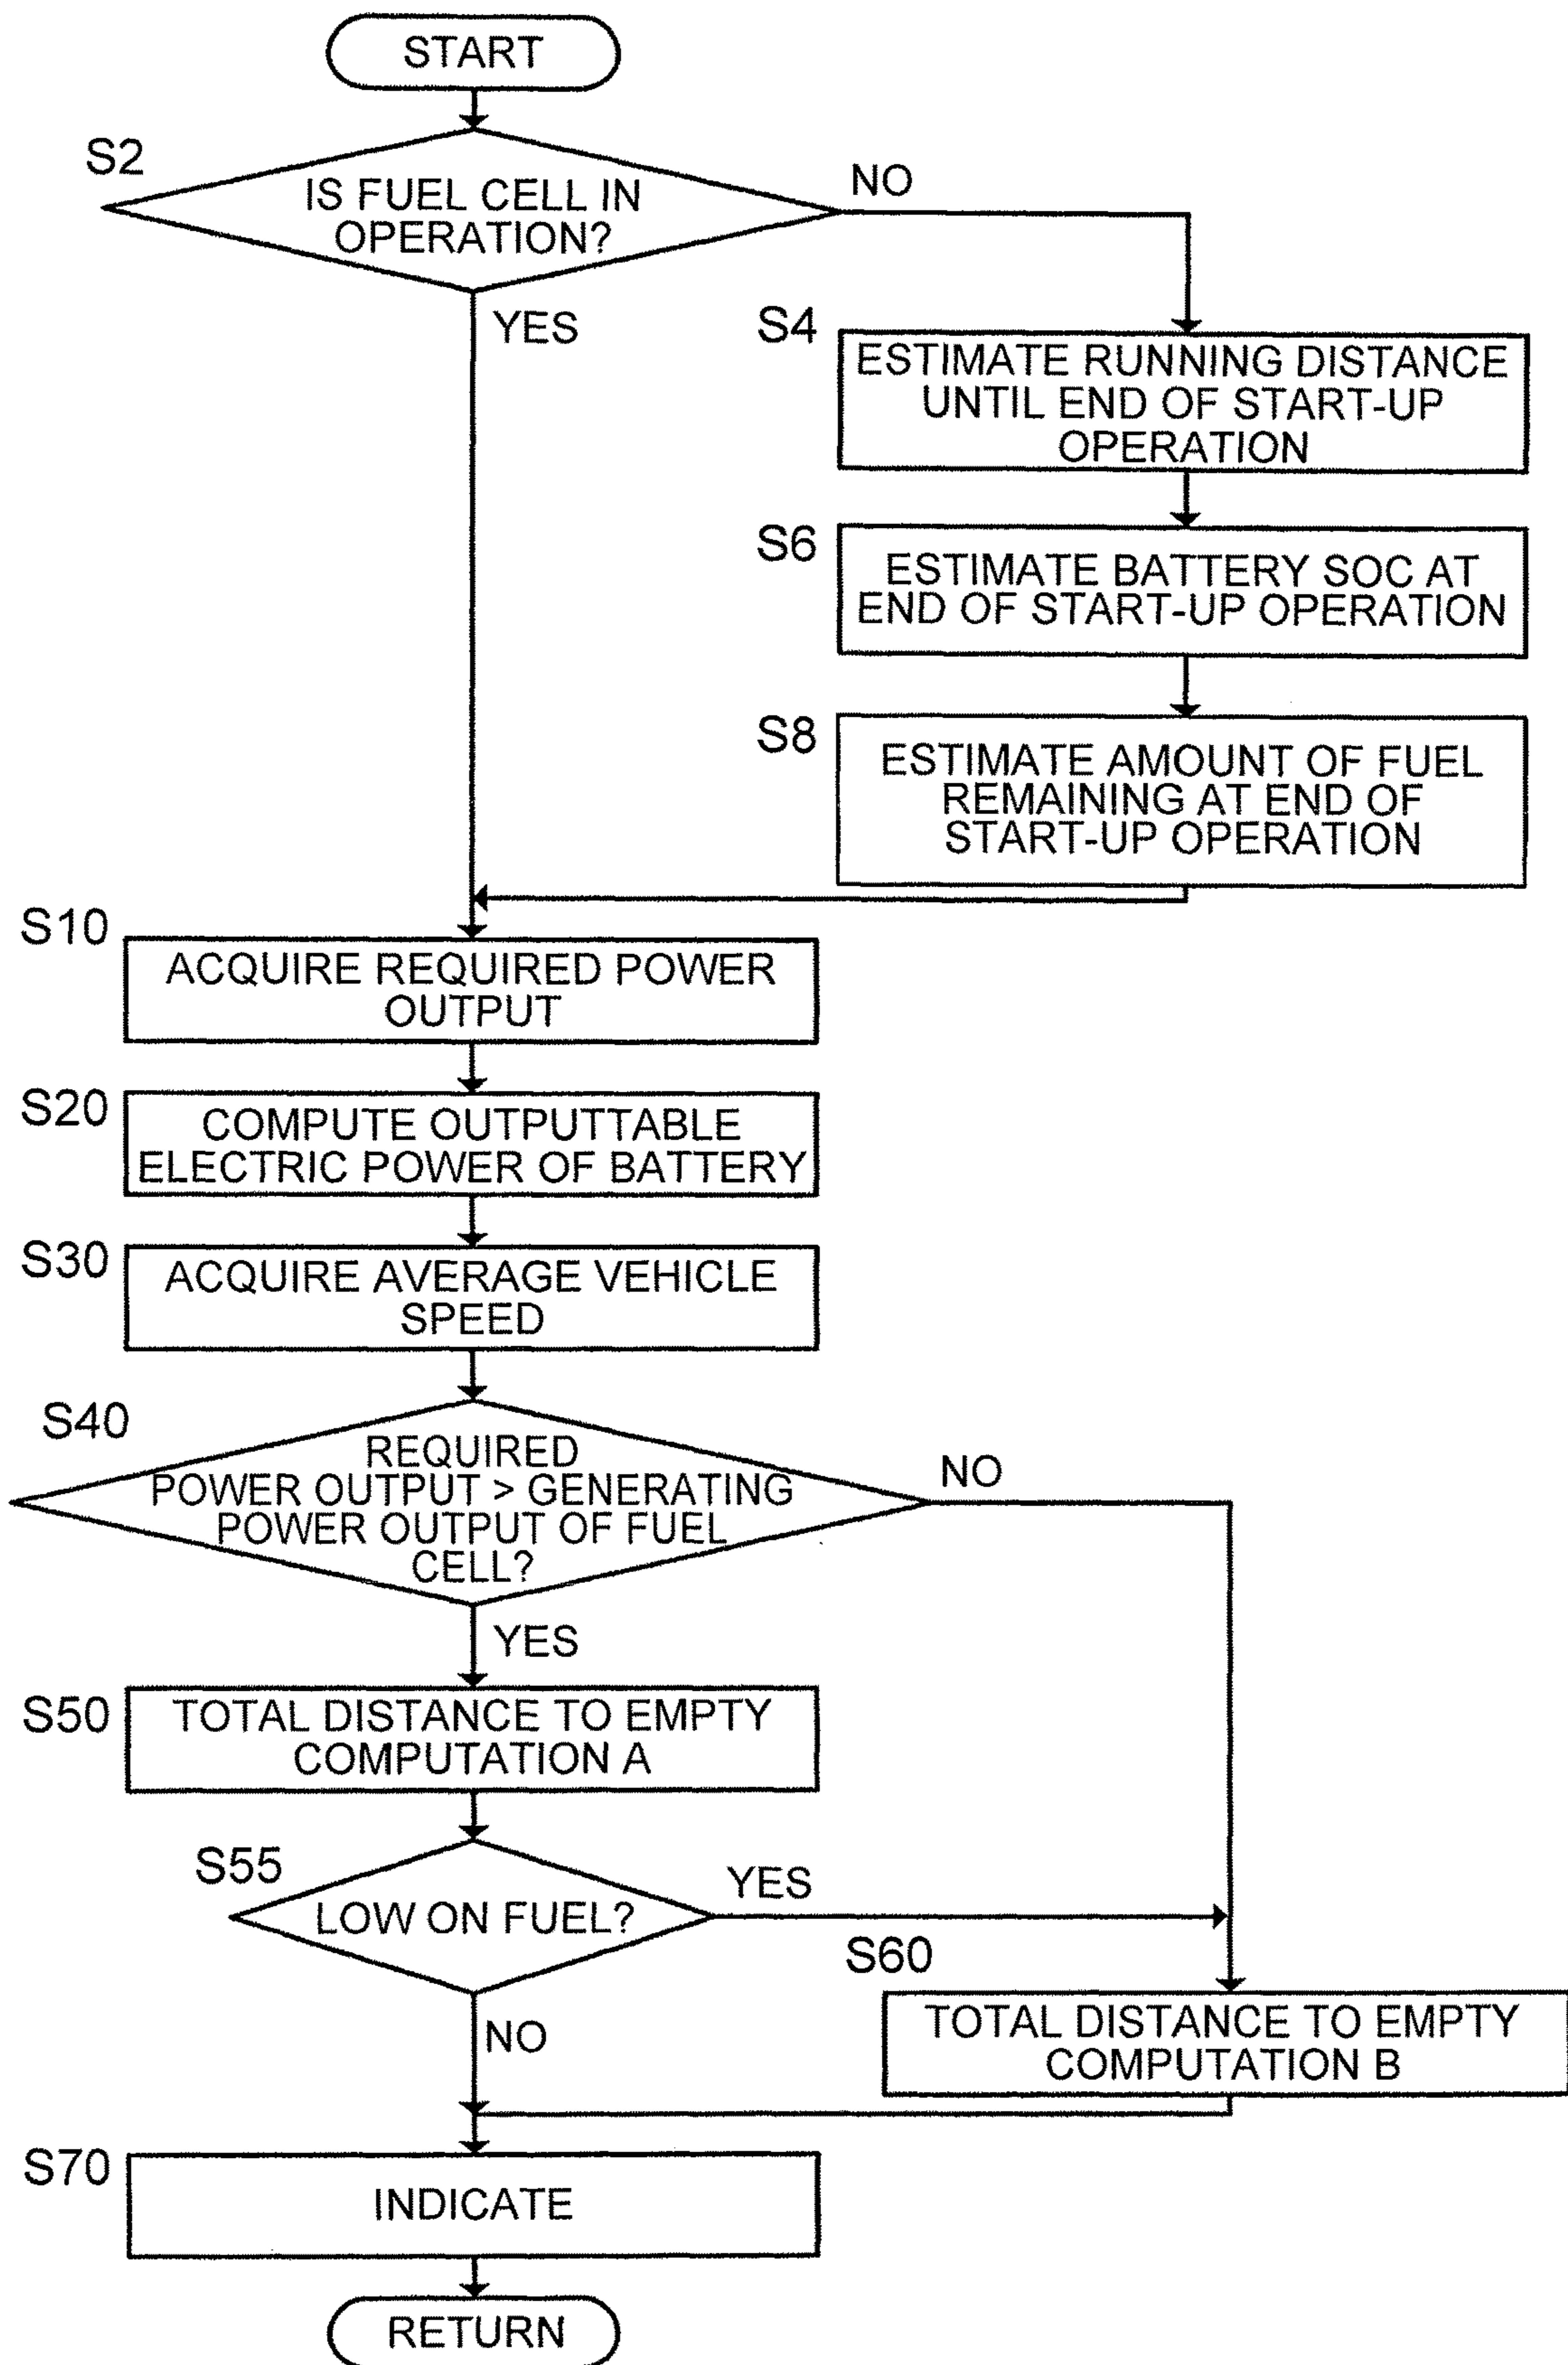 START
S2
IS FUEL CELL IN
OPERATION?
NO
YES
S4
ESTIMATE RUNNING DISTANCE
UNTIL END OF START-UP
OPERATION
S6
ESTIMATE BATTERY SOC AT
END OF START-UP OPERATION
S8
ESTIMATE AMOUNT OF FUEL
REMAINING AT END OF
START-UP OPERATION
S10
ACQUIRE REQUIRED POWER
OUTPUT
S20
COMPUTE OUTPUTTABLE
ELECTRIC POWER OF BATTERY
S30
ACQUIRE AVERAGE VEHICLE
SPEED
S40
REQUIRED
POWER OUTPUT > GENERATING
POWER OUTPUT OF FUEL
CELL?
NO
YES
S50
TOTAL DISTANCE TO EMPTY
COMPUTATION A
S55
LOW ON FUEL?
YES
NO
S60
TOTAL DISTANCE TO EMPTY
COMPUTATION B
S70
INDICATE
RETURN